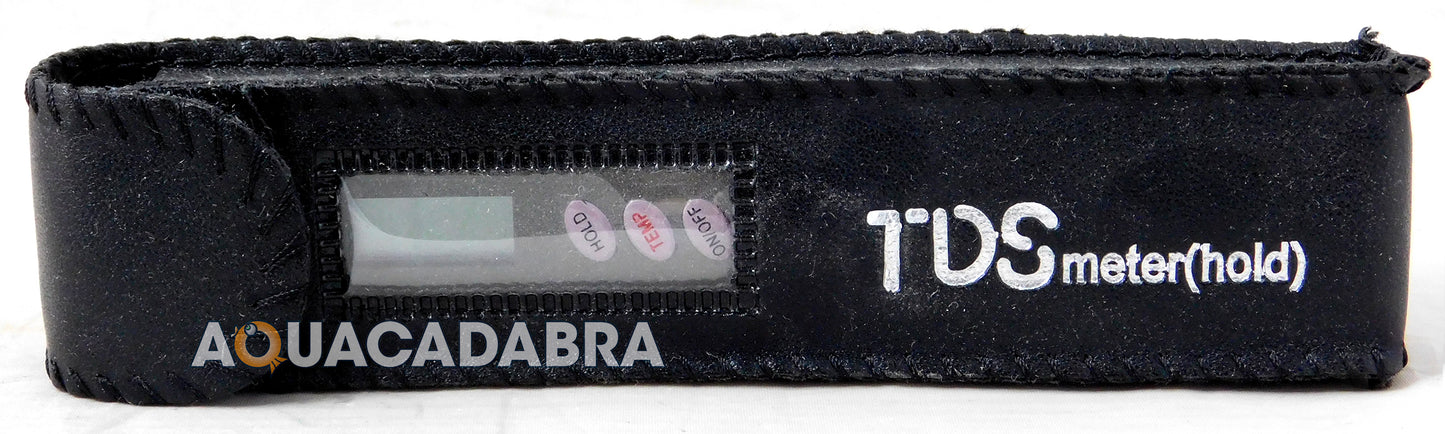 HOLD
TEMP
ON/OFF
TDS meter(hold)
AQUACADABRA